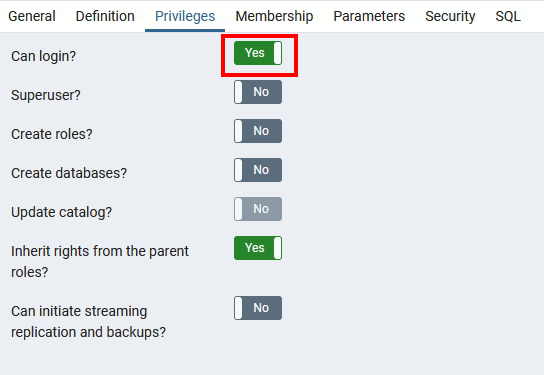 General Definition Privileges Membership Parameters Security SQL
Can login? Yes
Superuser? No
Create roles? No
Create databases? No
Update catalog? No
Inherit rights from the parent Yes
roles?
Can initiate streaming No
replication and backups?